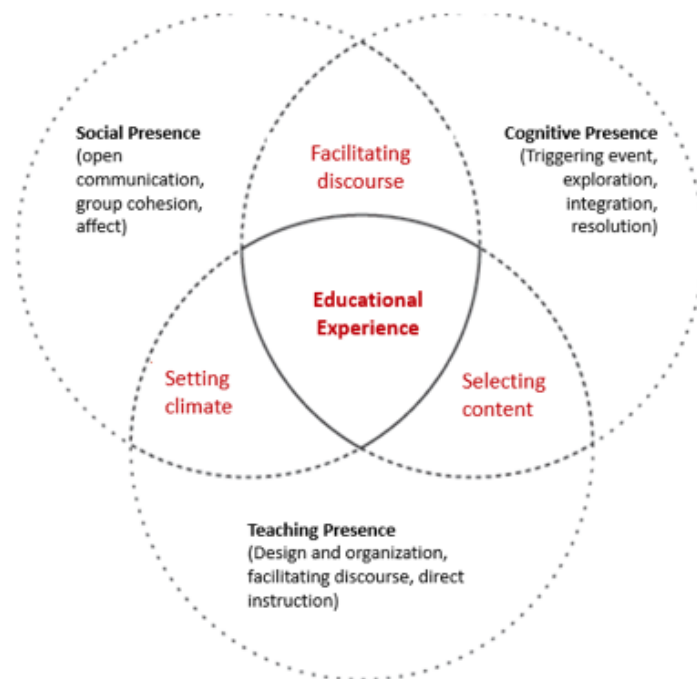 Social Presence
(open
communication,
group cohesion,
affect)
Facilitating
discourse
Cognitive Presence
(Triggering event,
exploration,
integration,
resolution)
Educational
Experience
Setting
climate
Selecting
content
Teaching Presence
(Design and organization,
facilitating discourse, direct
instruction)